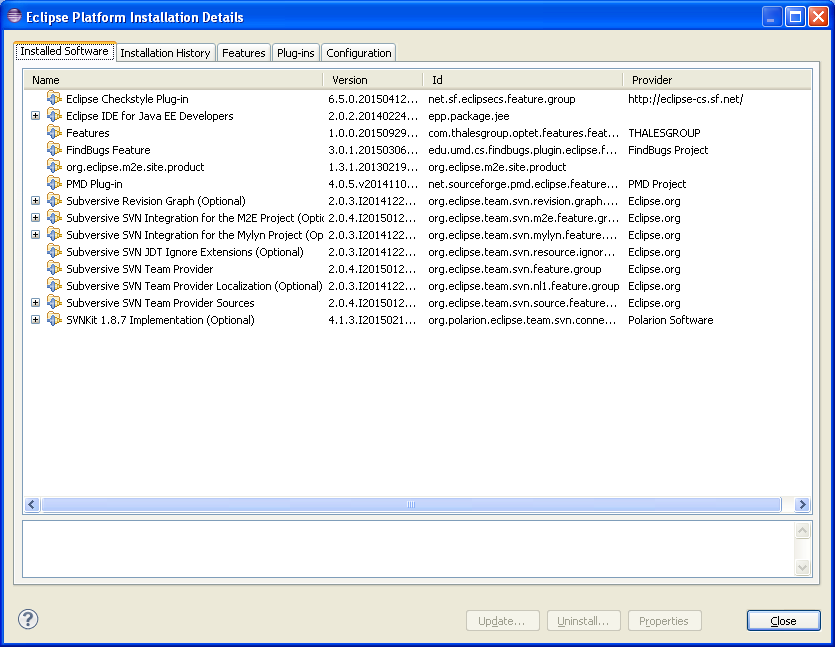 Eclipse Platform Installation Details
Installed Software Installation History Features Plug-ins Configuration
Name Version Id Provider
Eclipse Checkstyle Plug-in 6.5.0.20150412... net.sf.eclipsecs.feature.group http://eclipse-cs.sf.net/
Eclipse IDE for Java EE Developers 2.0.2.20140224... epp.package.jee
Features 1.0.0.20150929... com.thalesgroup.optet.features.feat... THALESGROUP
FindBugs Feature 3.0.1.20150306... edu.umd.cs.findbugs.plugin.eclipse.f... FindBugs Project
org.eclipse.m2e.site.product 1.3.1.20130219... org.eclipse.m2e.site.product
PMD Plug-in 4.0.5.v2014110... net.sourceforge.pmd.eclipse.feature... PMD Project
Subversive Revision Graph (Optional) 2.0.3.I2014122... org.eclipse.team.svn.revision.graph.... Eclipse.org
Subversive SVN Integration for the M2E Project (Optic 2.0.4.I2015012... org.eclipse.team.svn.m2e.feature.gr... Eclipse.org
Subversive SVN Integration for the Mylyn Project (Op 2.0.3.I2014122... org.eclipse.team.svn.mylyn.feature.... Eclipse.org
Subversive SVN JDT Ignore Extensions (Optional) 2.0.3.I2014122... org.eclipse.team.svn.resource.ignor... Eclipse.org
Subversive SVN Team Provider 2.0.4.I2015012... org.eclipse.team.svn.feature.group Eclipse.org
Subversive SVN Team Provider Localization (Optional) 2.0.3.I2014122... org.eclipse.team.svn.nl1.feature.group Eclipse.org
Subversive SVN Team Provider Sources 2.0.4.I2015012... org.eclipse.team.svn.source.feature... Eclipse.org
SVNKit 1.8.7 Implementation (Optional) 4.1.3.I2015021... org.polarion.eclipse.team.svn.conne... Polarion Software
? Update... Uninstall... Properties Close